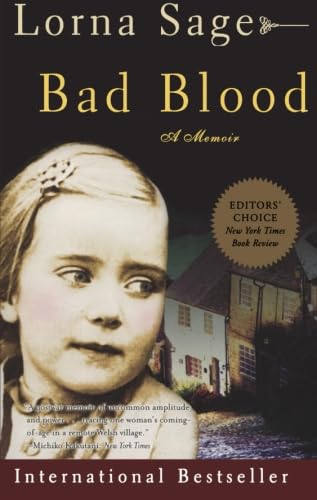 Lorna Sage
Bad Blood
A Memoir
EDITORS'
CHOICE
New York Times
Book Review
"A postwar memoir of uncommon amplitude
and power . . . tracing one woman's coming-
of-age in a remote Welsh village."
—Michiko Kakutani, New York Times
International Bestseller